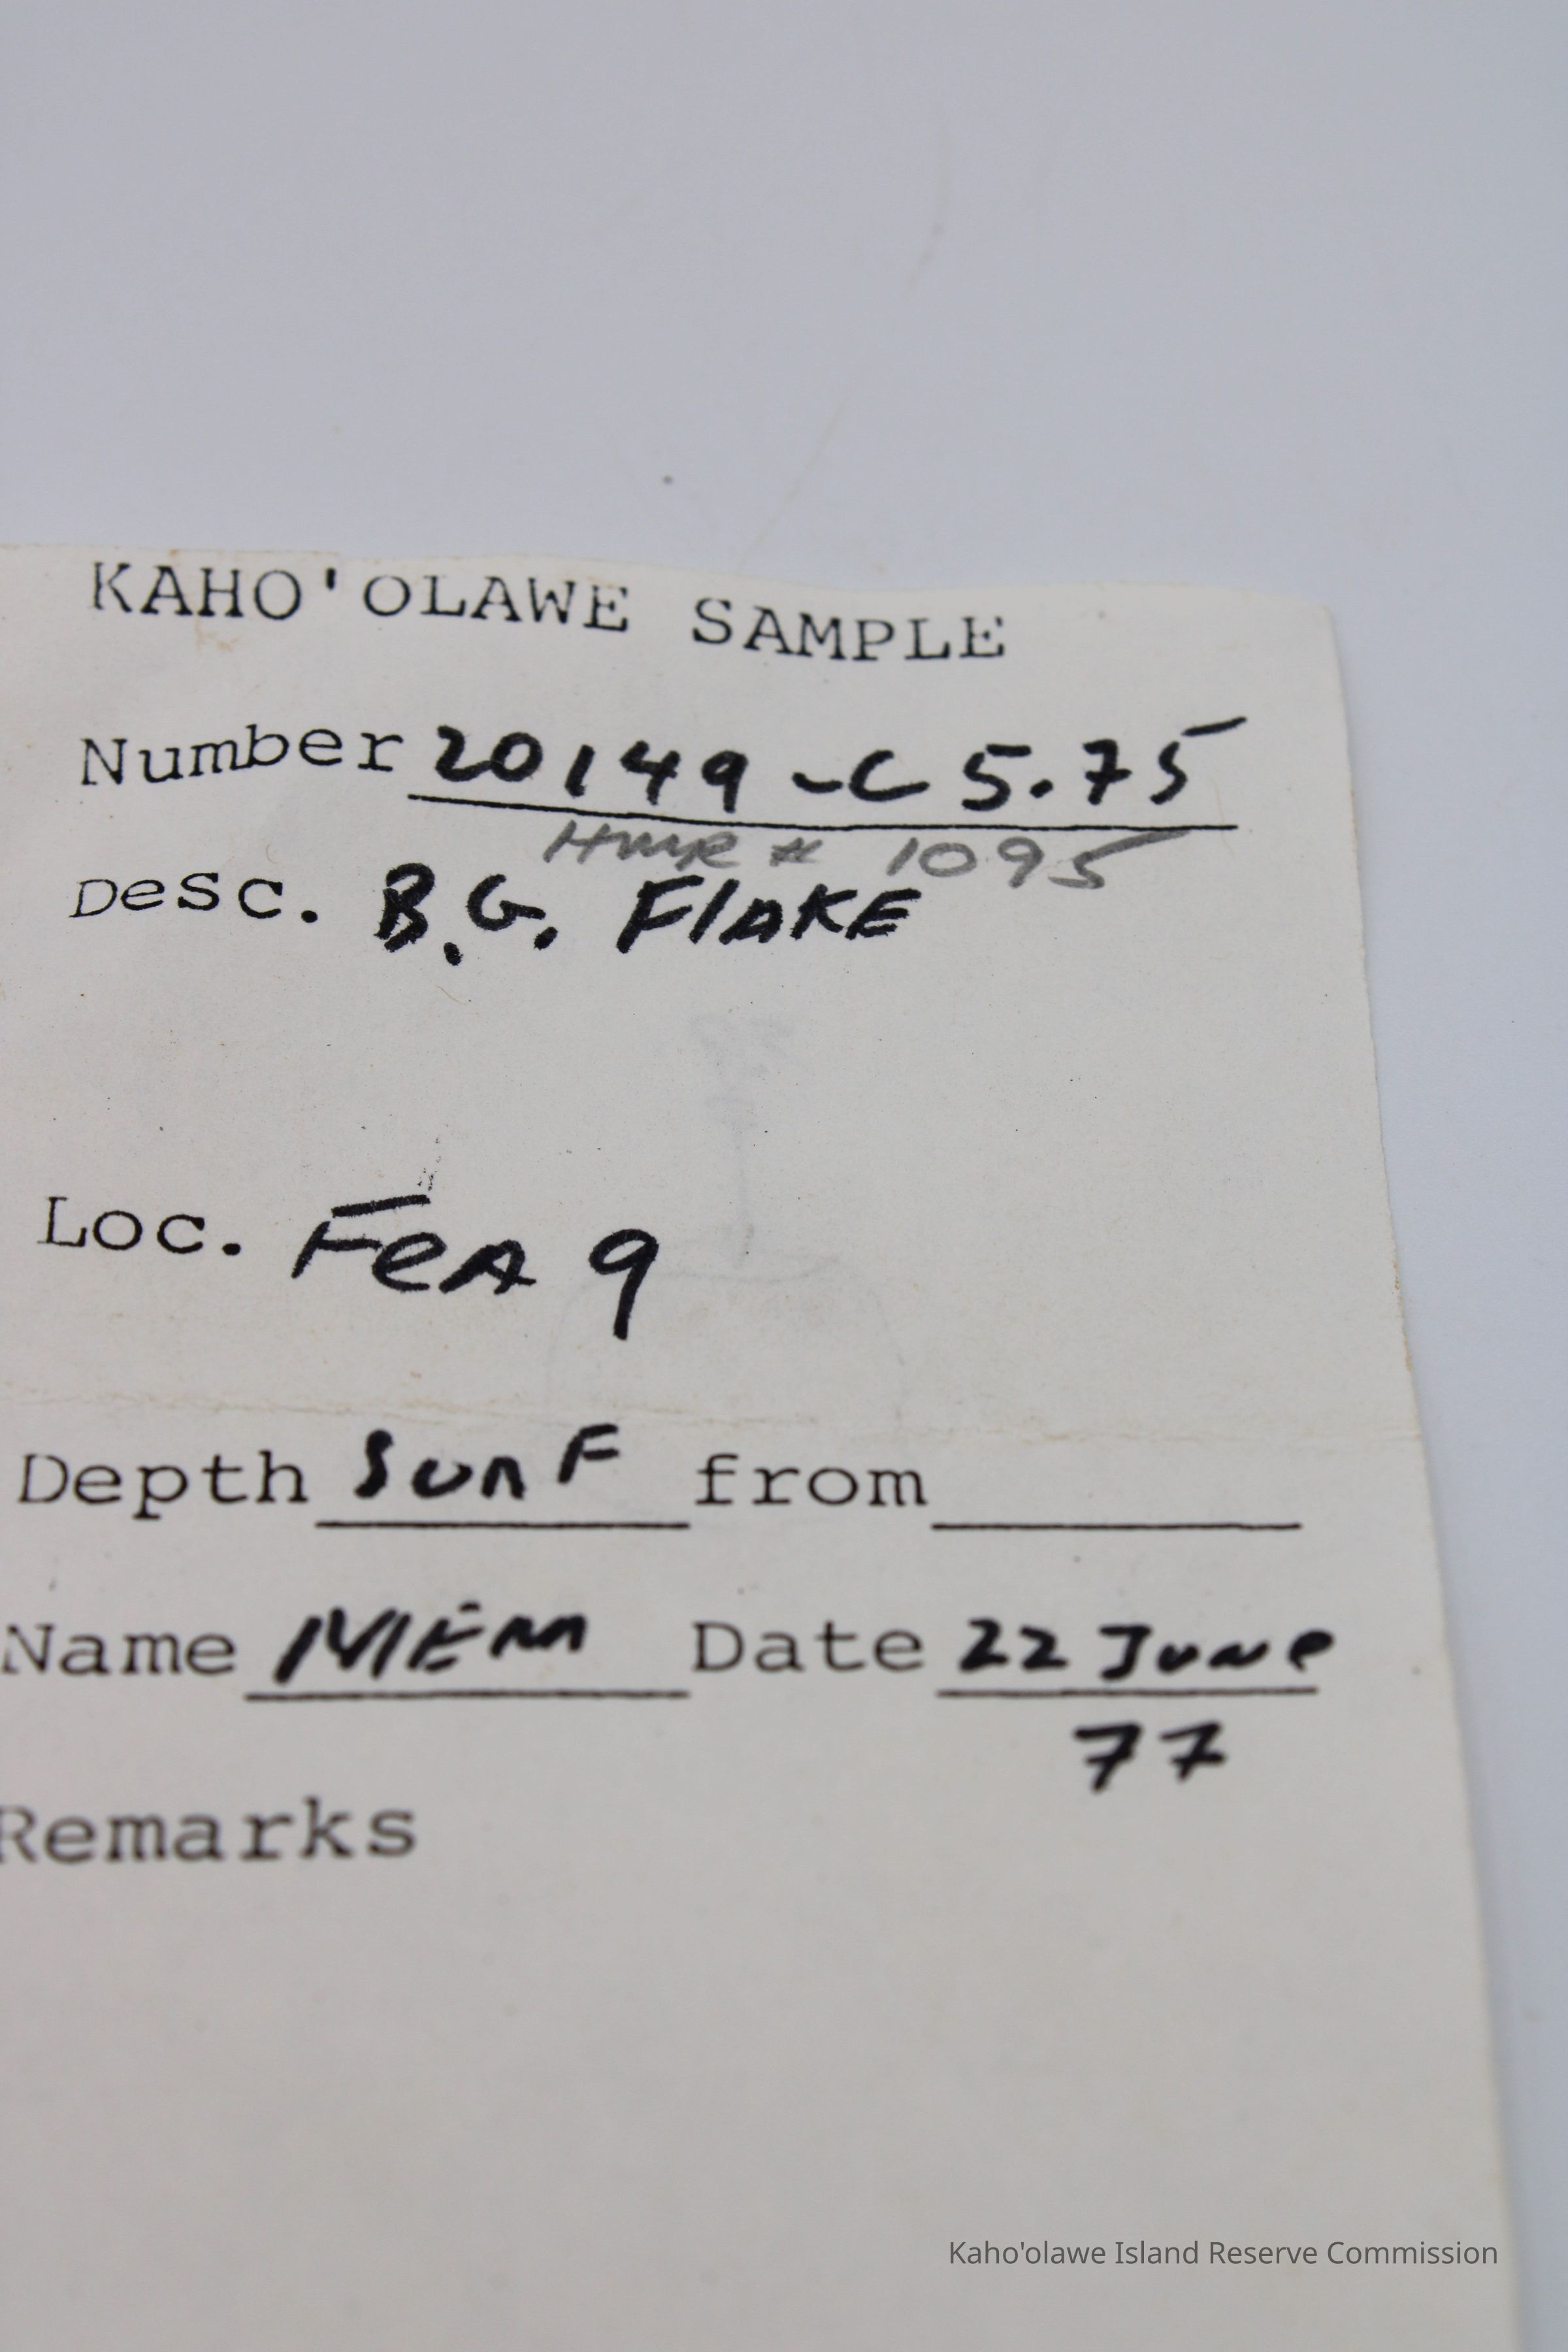 KAHO'OLAWE SAMPLE
Number 20149-C 5.75
HMR # 1095
Desc. B.G. FlAKE
Loc. FeA 9
Depth SURF from
Name MEM Date 22 June
77
Remarks
Kaho'olawe Island Reserve Commission